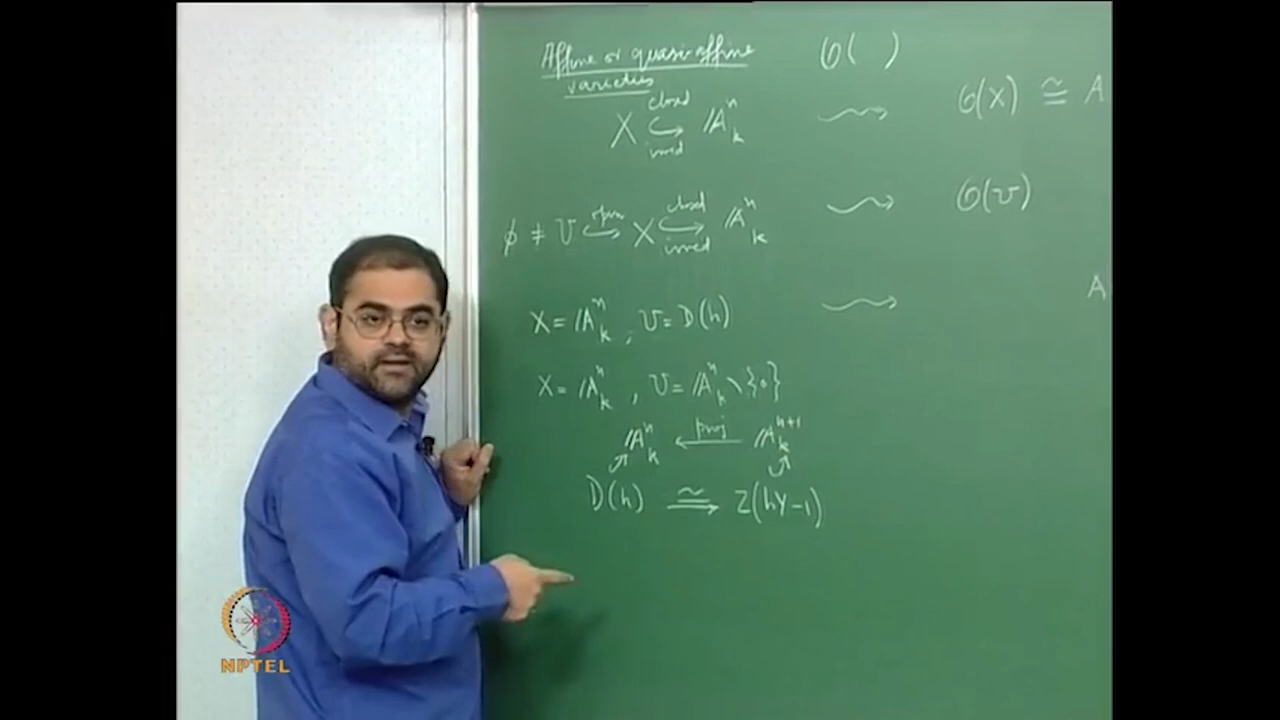 Affine or quasi-affine varieties O( )
X closed ↪ irred 𝔸ⁿₖ ⇝ O(X) ≅ A
ϕ ≠ U open ↪ X closed ↪ irred 𝔸ⁿₖ ⇝ O(U)
X = 𝔸ⁿₖ , U = D(h) ⇝ A
X = 𝔸ⁿₖ , U = 𝔸ⁿₖ \ {0}
𝔸ⁿₖ ← proj 𝔸ⁿ⁺¹ₖ
D(h) ≅ Z(hY-1)
NPTEL